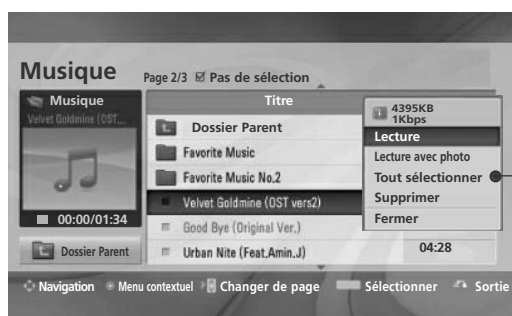 Musique
Page 2/3 Pas de sélection
Musique
Velvet Goldmine (OST...
00:00/01:34
Dossier Parent
Titre
Dossier Parent
Favorite Music
Favorite Music No.2
Velvet Goldmine (OST vers2)
Good Bye (Original Ver.)
Urban Nite (Feat.Amin.J)
04:28
4395KB
1Kbps
Lecture
Lecture avec photo
Tout sélectionner
Supprimer
Fermer
Navigation Menu contextuel Changer de page Sélectionner Sortie